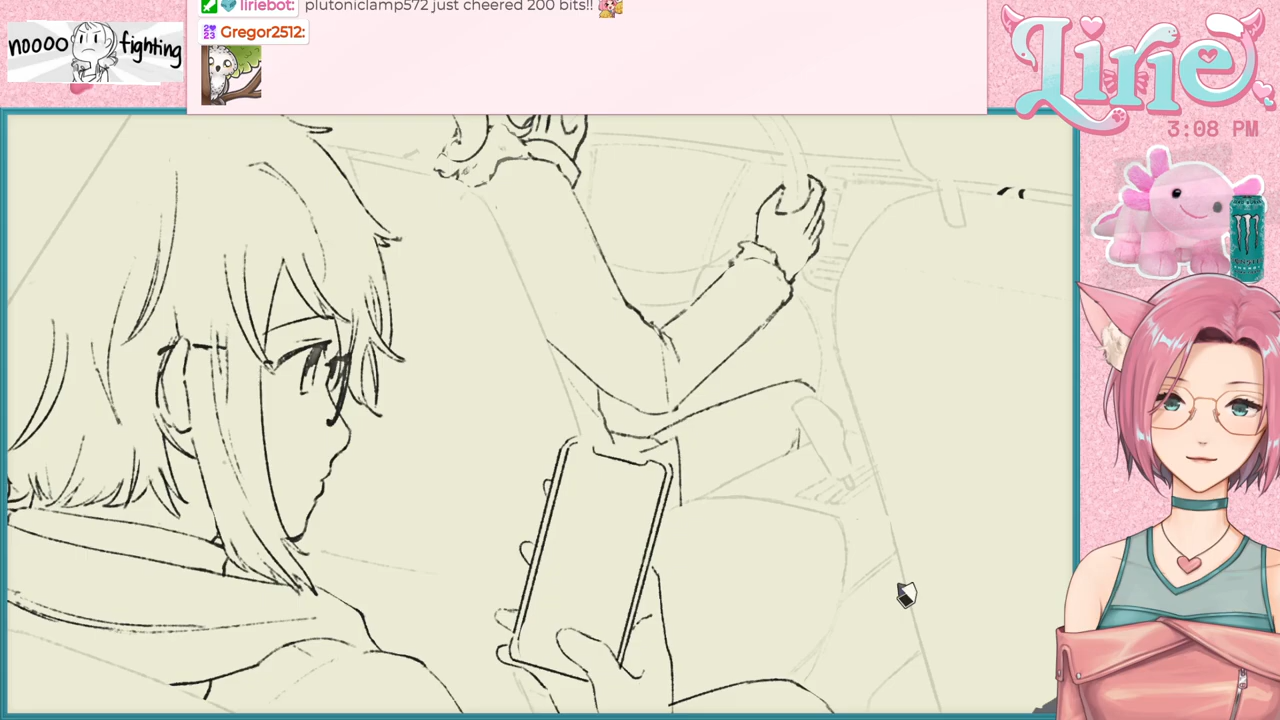 liriebot: plutoniclamp572 just cheered 200 bits!!
Gregor2512:
noooo fighting
Lirie
3:08 PM